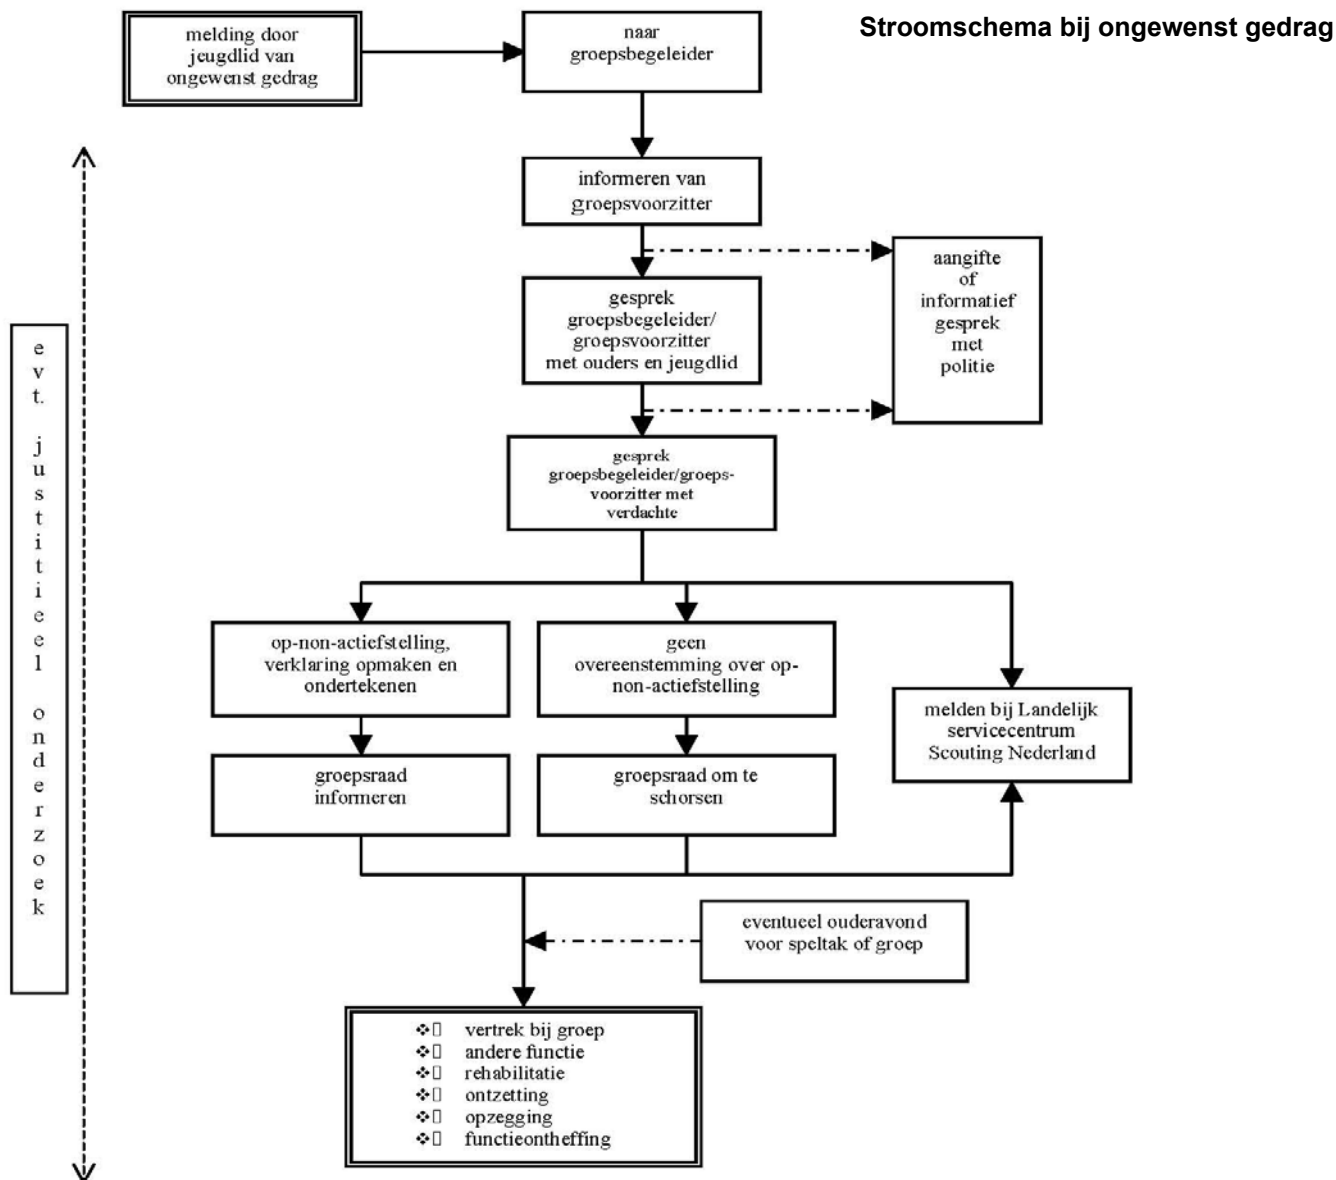 Stroomschema bij ongewenst gedrag
melding door
jeugdlid van
ongewenst gedrag
naar
groepsbegeleider
informeren van
groepsvoorzitter
aangifte
of
informatief
gesprek
met
politie
gesprek
groepsbegeleider/
groepsvoorzitter
met ouders en jeugdlid
gesprek
groepsbegeleider/groeps-
voorzitter met
verdachte
evt. justitieel onderzoek
op-non-actiefstelling,
verklaring opmaken en
ondertekenen
geen
overeenstemming over op-
non-actiefstelling
melden bij Landelijk
servicecentrum
Scouting Nederland
groepsraad
informeren
groepsraad om te
schorsen
eventueel ouderavond
voor speltak of groep
❖ vertrek bij groep
❖ andere functie
❖ rehabilitatie
❖ ontzetting
❖ opzegging
❖ functieontheffing